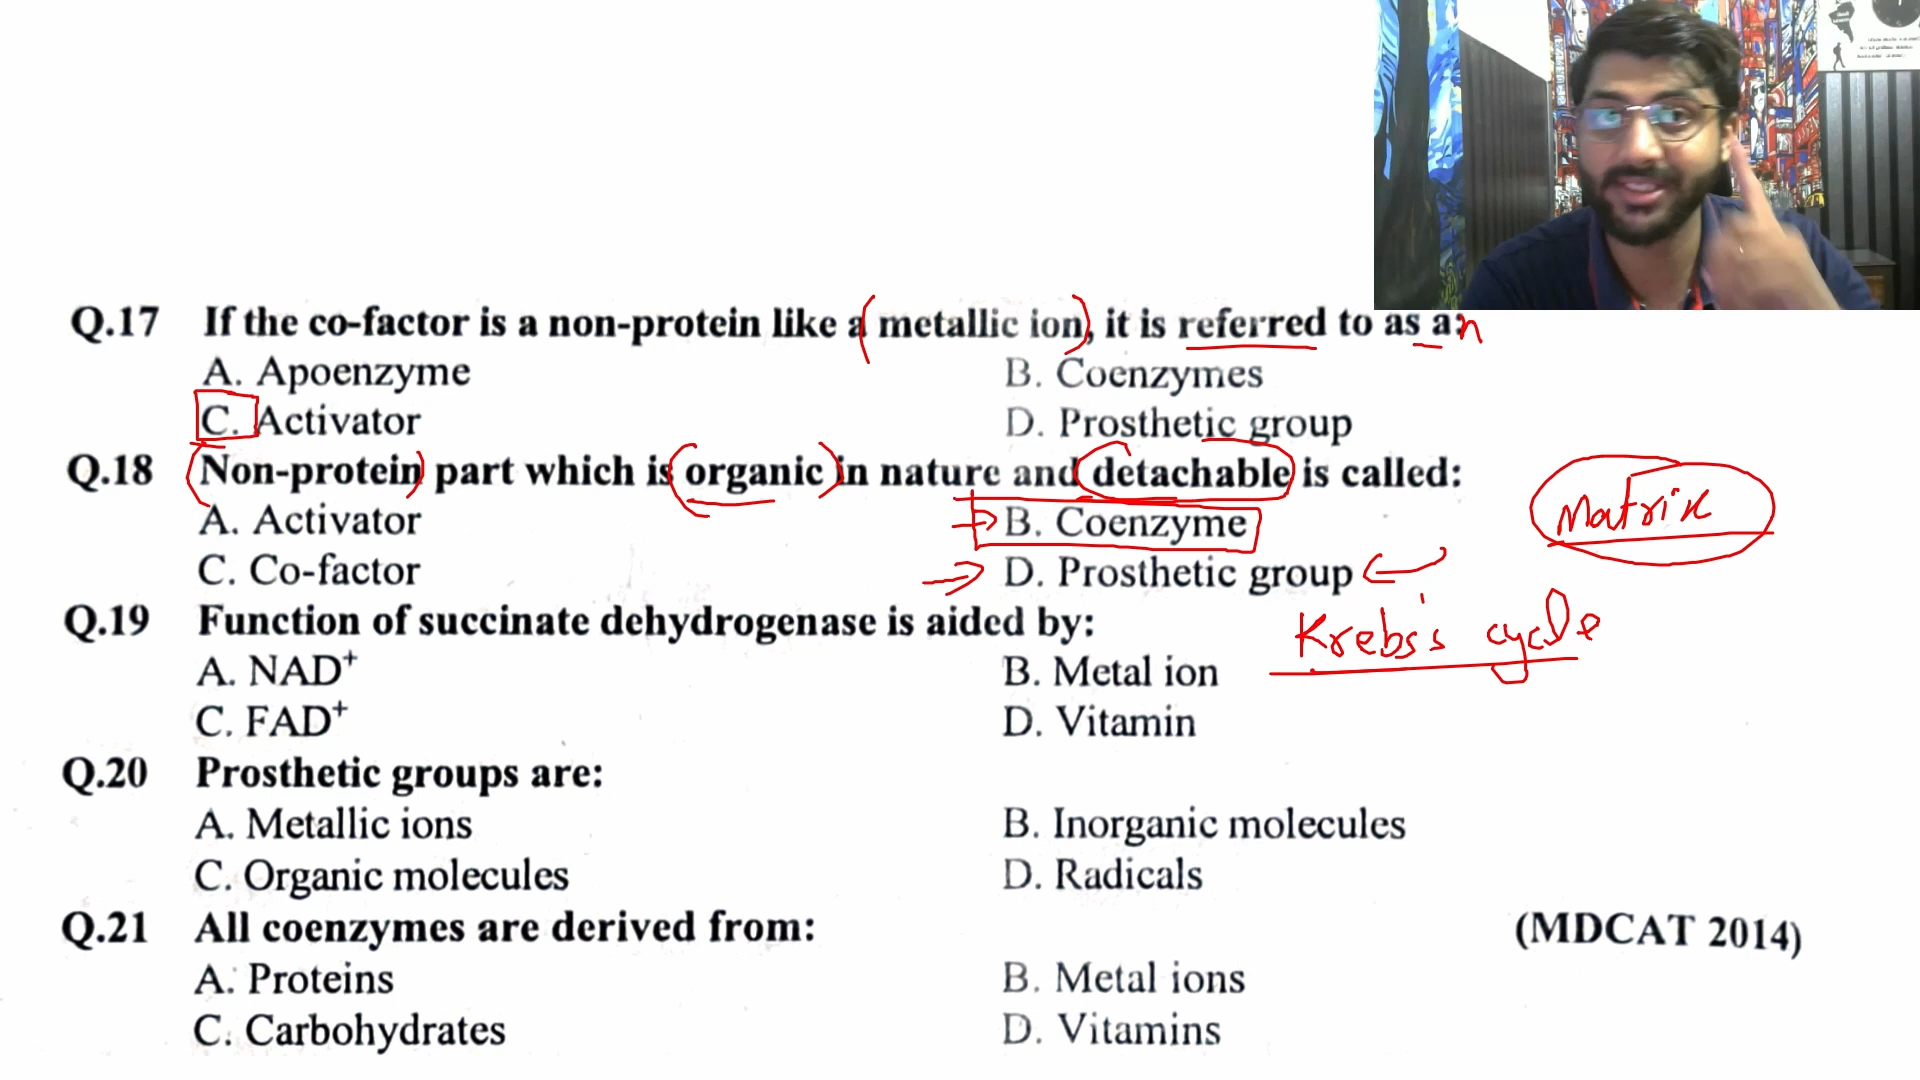 Q.17 If the co-factor is a non-protein like a (metallic ion), it is referred to as a:n
A. Apoenzyme B. Coenzymes
C. Activator D. Prosthetic group
Q.18 (Non-protein) part which is (organic) in nature and detachable is called:
A. Activator B. Coenzyme
C. Co-factor D. Prosthetic group
Matrix
Q.19 Function of succinate dehydrogenase is aided by:
Krebs's cycle
A. NAD⁺ B. Metal ion
C. FAD⁺ D. Vitamin
Q.20 Prosthetic groups are:
A. Metallic ions B. Inorganic molecules
C. Organic molecules D. Radicals
Q.21 All coenzymes are derived from: (MDCAT 2014)
A. Proteins B. Metal ions
C. Carbohydrates D. Vitamins